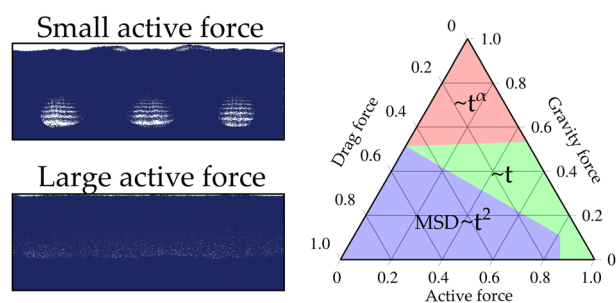 Small active force
Large active force
0
0.2
0.4
0.6
0.8
1.0
Drag force
1.0
0.8
0.6
0.4
0.2
0
Gravity force
~t^α
~t
MSD~t²
0
0.2
0.4
0.6
0.8
1.0
Active force